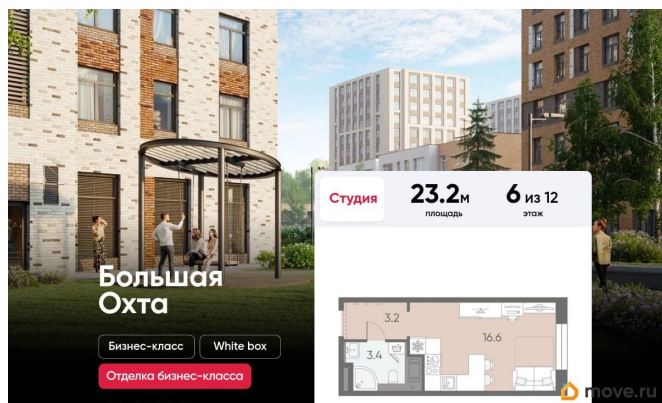 Студия
23.2м
площадь
6 из 12
этаж
Большая
Охта
Бизнес-класс
White box
Отделка бизнес-класса
3.2
16.6
3.4
move.ru